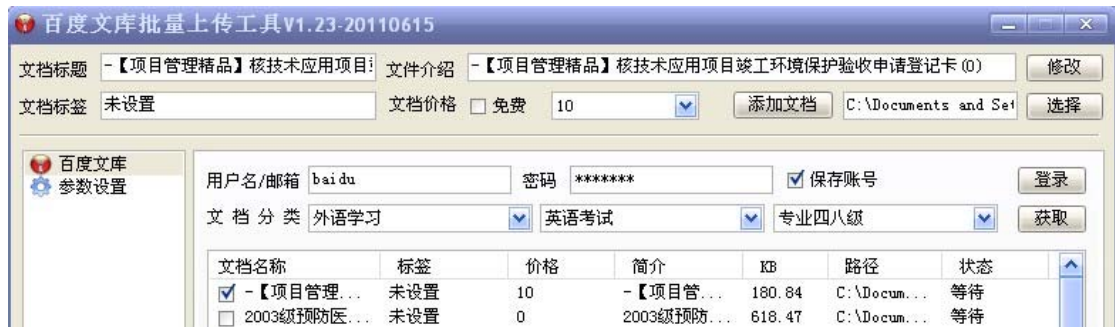 百度文库批量上传工具V1.23-20110615
文档标题 -【项目管理精品】核技术应用项目 文件介绍 -【项目管理精品】核技术应用项目竣工环境保护验收申请登记卡(0) 修改
文档标签 未设置 文档价格 免费 10 添加文档 C:\Documents and Set 选择
百度文库
参数设置
用户名/邮箱 baidu 密码 ******* 保存账号 登录
文 档 分 类 外语学习 英语考试 专业四八级 获取
文档名称 标签 价格 简介 KB 路径 状态
-【项目管理... 未设置 10 -【项目管... 180.84 C:\Docum... 等待
2003级预防医... 未设置 0 2003级预防... 618.47 C:\Docum... 等待